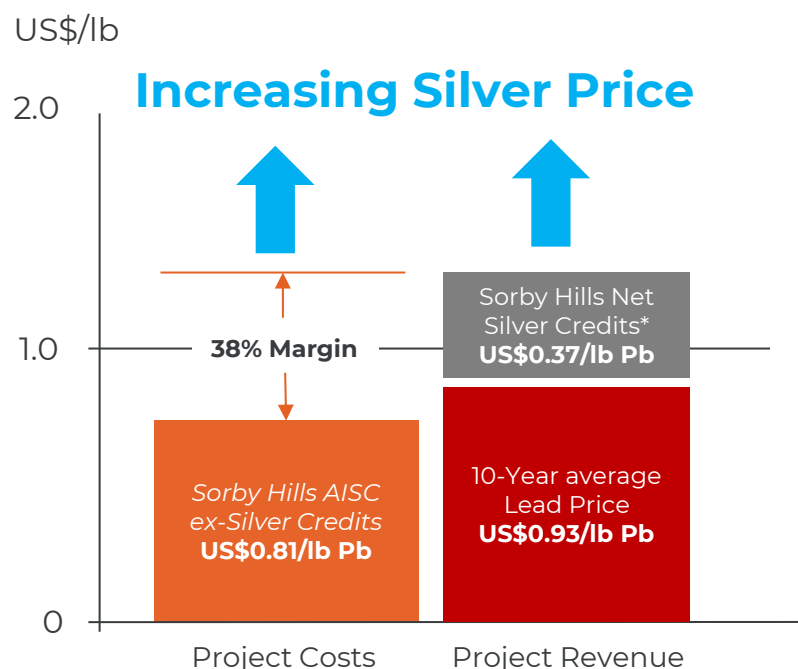 US$/lb
Increasing Silver Price
2.0
Sorby Hills Net
Silver Credits*
US$0.37/lb Pb
1.0
38% Margin
Sorby Hills AISC
ex-Silver Credits
US$0.81/lb Pb
10-Year average
Lead Price
US$0.93/lb Pb
0
Project Costs
Project Revenue